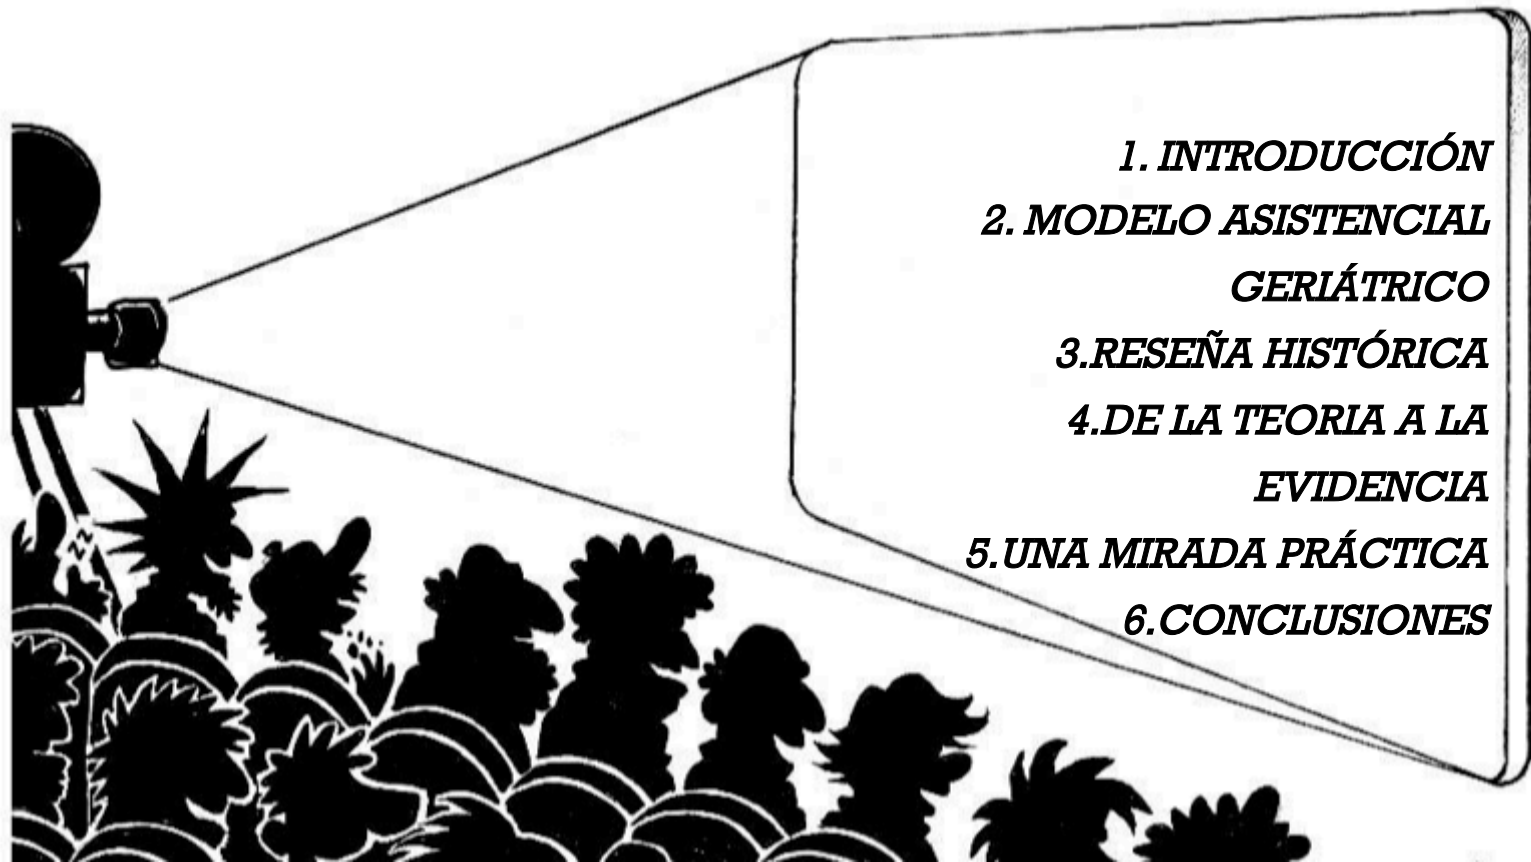 1. INTRODUCCIÓN
2. MODELO ASISTENCIAL
GERIÁTRICO
3.RESEÑA HISTÓRICA
4.DE LA TEORIA A LA
EVIDENCIA
5.UNA MIRADA PRÁCTICA
6.CONCLUSIONES
zz